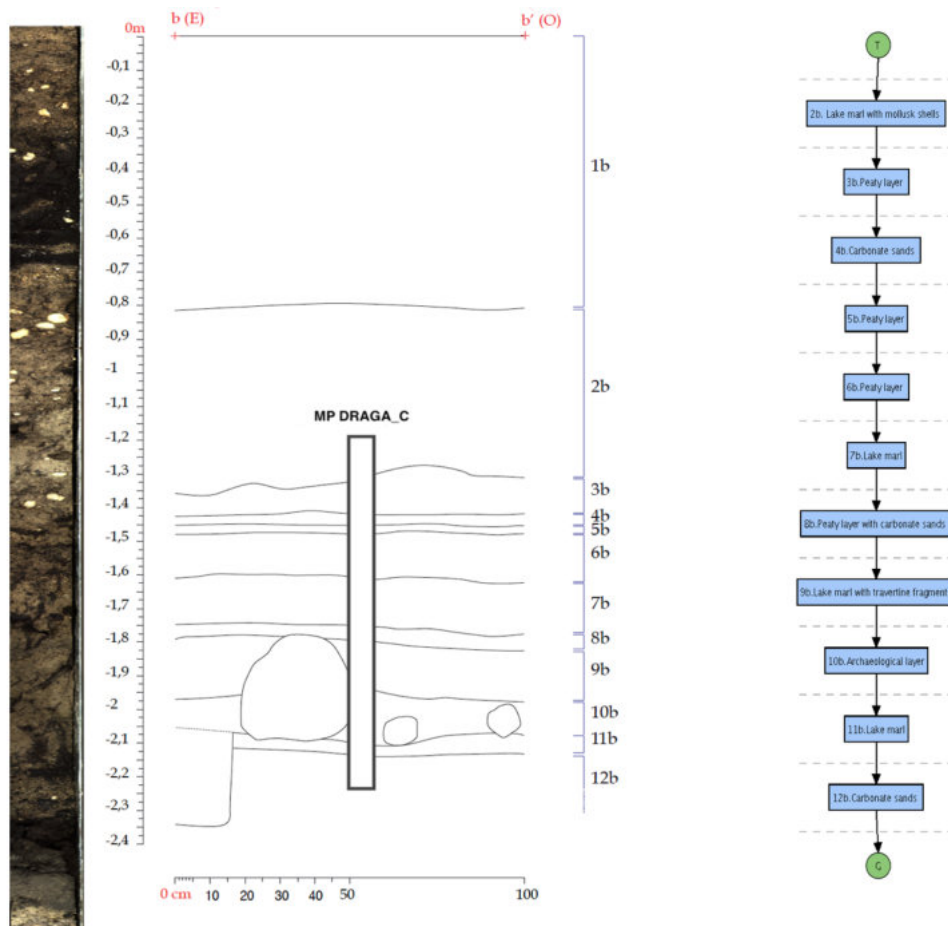 b (E)
b' (O)
0m
-0,1
-0,2
-0,3
-0,4
-0,5
-0,6
-0,7
-0,8
-0,9
-1
-1,1
-1,2
-1,3
-1,4
-1,5
-1,6
-1,7
-1,8
-1,9
-2
-2,1
-2,2
-2,3
-2,4
MP DRAGA_C
1b
2b
3b
4b
5b
6b
7b
8b
9b
10b
11b
12b
0 cm
10
20
30
40
50
100
T
2b. Lake marl with mollusk shells
3b.Peaty layer
4b.Carbonate sands
5b.Peaty layer
6b.Peaty layer
7b.Lake marl
8b.Peaty layer with carbonate sands
9b.Lake marl with travertine fragment
10b.Archaeological layer
11b.Lake marl
12b.Carbonate sands
G